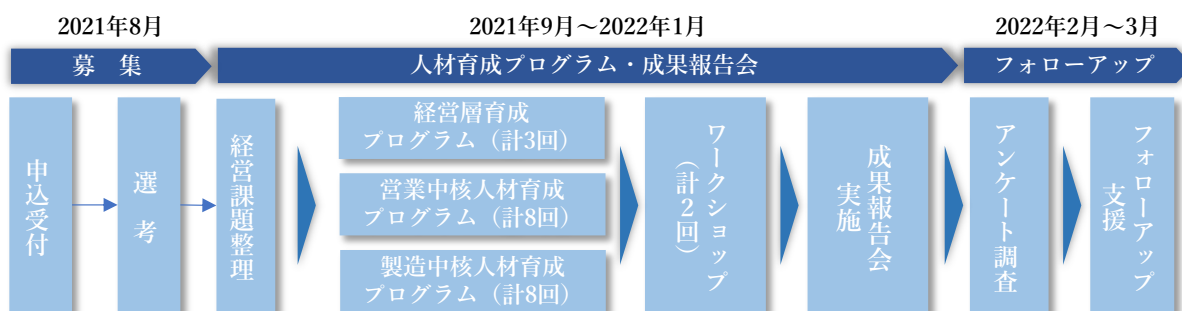 2021年8月
2021年9月～2022年1月
2022年2月～3月
募　集
人材育成プログラム・成果報告会
フォローアップ
申込受付
選　考
経営課題整理
経営層育成
プログラム（計3回）
営業中核人材育成
プログラム（計8回）
製造中核人材育成
プログラム（計8回）
ワークショップ
（計２回）
成果報告会
実施
アンケート調査
フォローアップ
支援